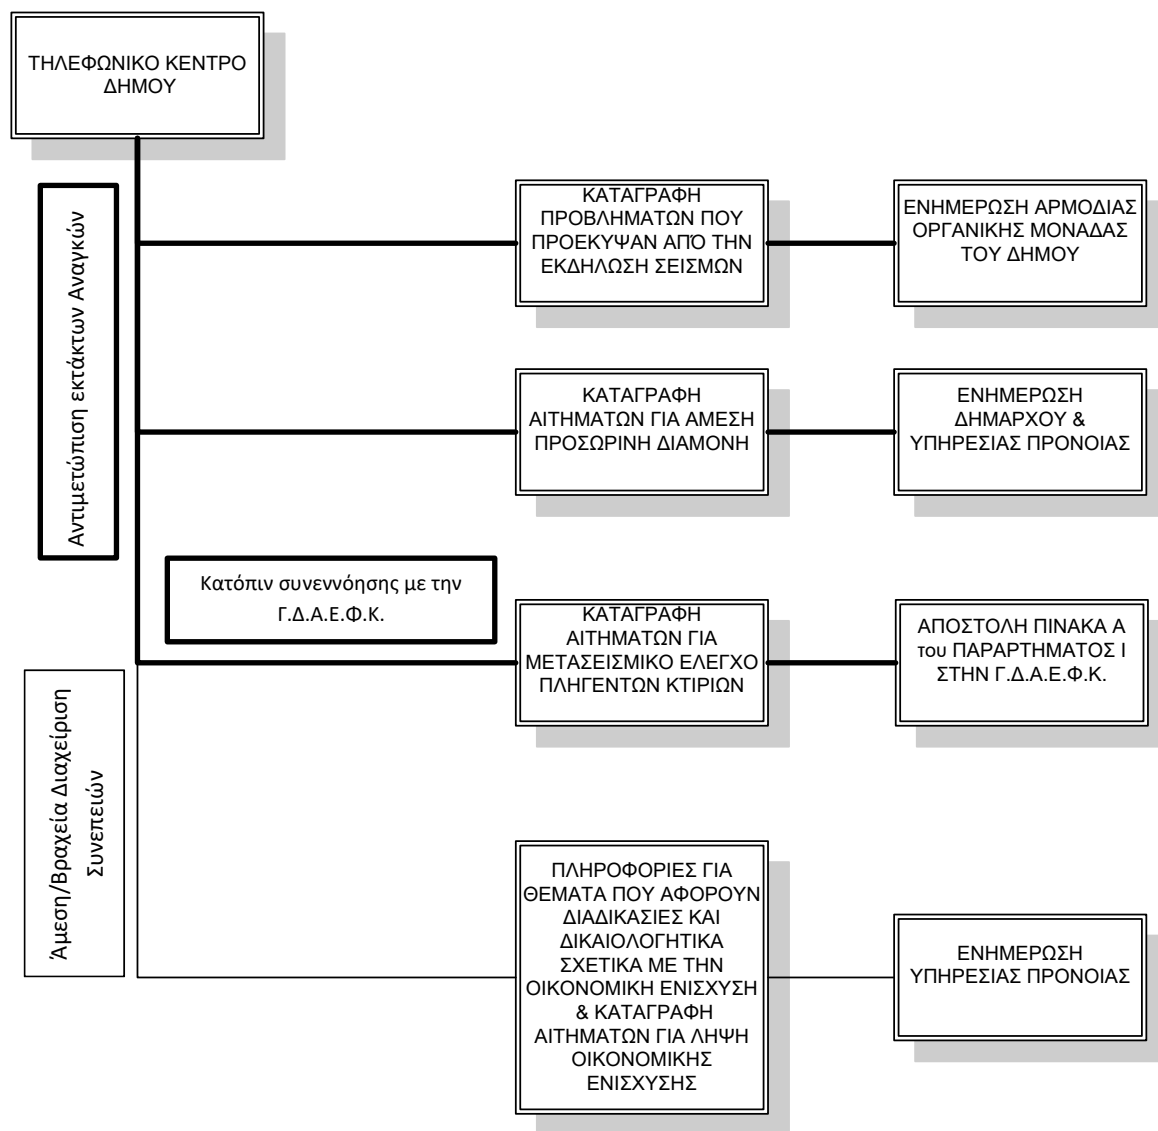 ΤΗΛΕΦΩΝΙΚΟ ΚΕΝΤΡΟ
ΔΗΜΟΥ
Αντιμετώπιση εκτάκτων Αναγκών
ΚΑΤΑΓΡΑΦΗ
ΠΡΟΒΛΗΜΑΤΩΝ ΠΟΥ
ΠΡΟΕΚΥΨΑΝ ΑΠΌ ΤΗΝ
ΕΚΔΗΛΩΣΗ ΣΕΙΣΜΩΝ
ΕΝΗΜΕΡΩΣΗ ΑΡΜΟΔΙΑΣ
ΟΡΓΑΝΙΚΗΣ ΜΟΝΑΔΑΣ
ΤΟΥ ΔΗΜΟΥ
ΚΑΤΑΓΡΑΦΗ
ΑΙΤΗΜΑΤΩΝ ΓΙΑ ΑΜΕΣΗ
ΠΡΟΣΩΡΙΝΗ ΔΙΑΜΟΝΗ
ΕΝΗΜΕΡΩΣΗ
ΔΗΜΑΡΧΟΥ &
ΥΠΗΡΕΣΙΑΣ ΠΡΟΝΟΙΑΣ
Κατόπιν συνεννόησης με την
Γ.Δ.Α.Ε.Φ.Κ.
ΚΑΤΑΓΡΑΦΗ
ΑΙΤΗΜΑΤΩΝ ΓΙΑ
ΜΕΤΑΣΕΙΣΜΙΚΟ ΕΛΕΓΧΟ
ΠΛΗΓΕΝΤΩΝ ΚΤΙΡΙΩΝ
ΑΠΟΣΤΟΛΗ ΠΙΝΑΚΑ Α
του ΠΑΡΑΡΤΗΜΑΤΟΣ Ι
ΣΤΗΝ Γ.Δ.Α.Ε.Φ.Κ.
Άμεση/Βραχεία Διαχείριση
Συνεπειών
ΠΛΗΡΟΦΟΡΙΕΣ ΓΙΑ
ΘΕΜΑΤΑ ΠΟΥ ΑΦΟΡΟΥΝ
ΔΙΑΔΙΚΑΣΙΕΣ ΚΑΙ
ΔΙΚΑΙΟΛΟΓΗΤΙΚΑ
ΣΧΕΤΙΚΑ ΜΕ ΤΗΝ
ΟΙΚΟΝΟΜΙΚΗ ΕΝΙΣΧΥΣΗ
& ΚΑΤΑΓΡΑΦΗ
ΑΙΤΗΜΑΤΩΝ ΓΙΑ ΛΗΨΗ
ΟΙΚΟΝΟΜΙΚΗΣ
ΕΝΙΣΧΥΣΗΣ
ΕΝΗΜΕΡΩΣΗ
ΥΠΗΡΕΣΙΑΣ ΠΡΟΝΟΙΑΣ